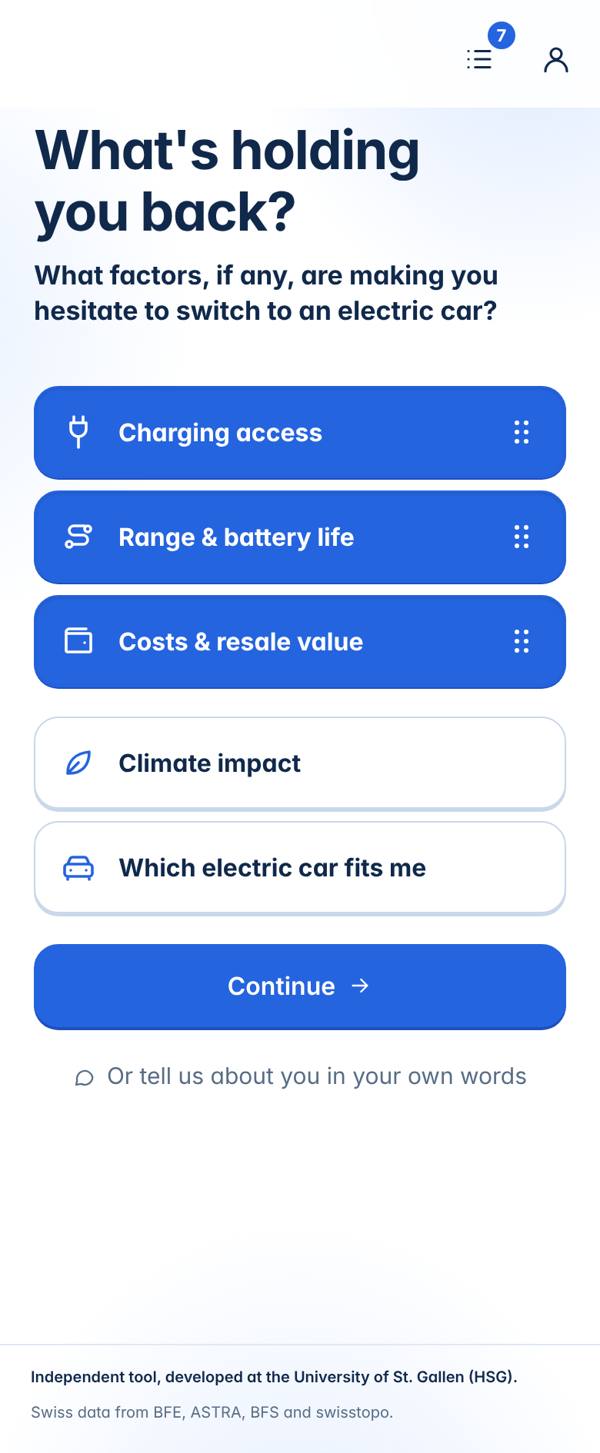 7
What's holding
you back?
What factors, if any, are making you
hesitate to switch to an electric car?
Charging access
Range & battery life
Costs & resale value
Climate impact
Which electric car fits me
Continue →
Or tell us about you in your own words
Independent tool, developed at the University of St. Gallen (HSG).
Swiss data from BFE, ASTRA, BFS and swisstopo.